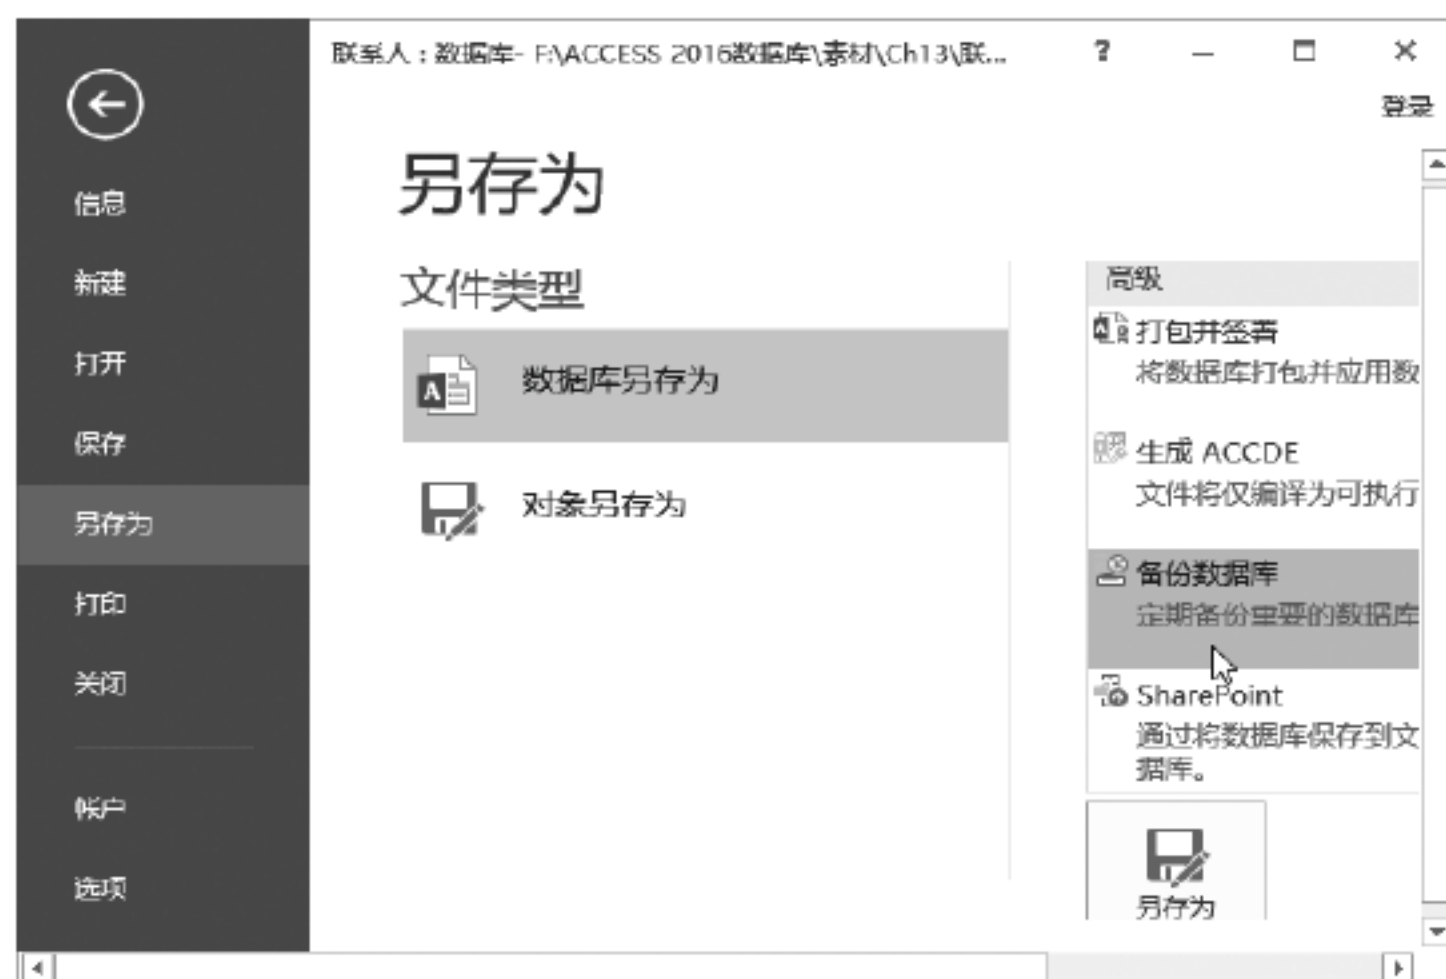 联系人：数据库- F:\ACCESS 2016数据库\素材\Ch13\联...
?
登录
信息
新建
打开
保存
另存为
打印
关闭
帐户
选项
另存为
文件类型
数据库另存为
对象另存为
高级
打包并签署
将数据库打包并应用数
生成 ACCDE
文件将仅编译为可执行
备份数据库
定期备份重要的数据库
SharePoint
通过将数据库保存到文
据库。
另存为